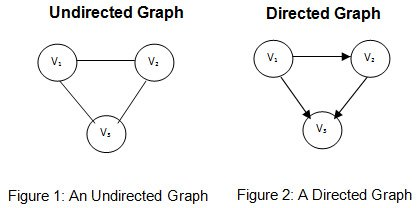 Undirected Graph
Directed Graph
V₁
V₂
V₃
V₁
V₂
V₃
Figure 1: An Undirected Graph
Figure 2: A Directed Graph